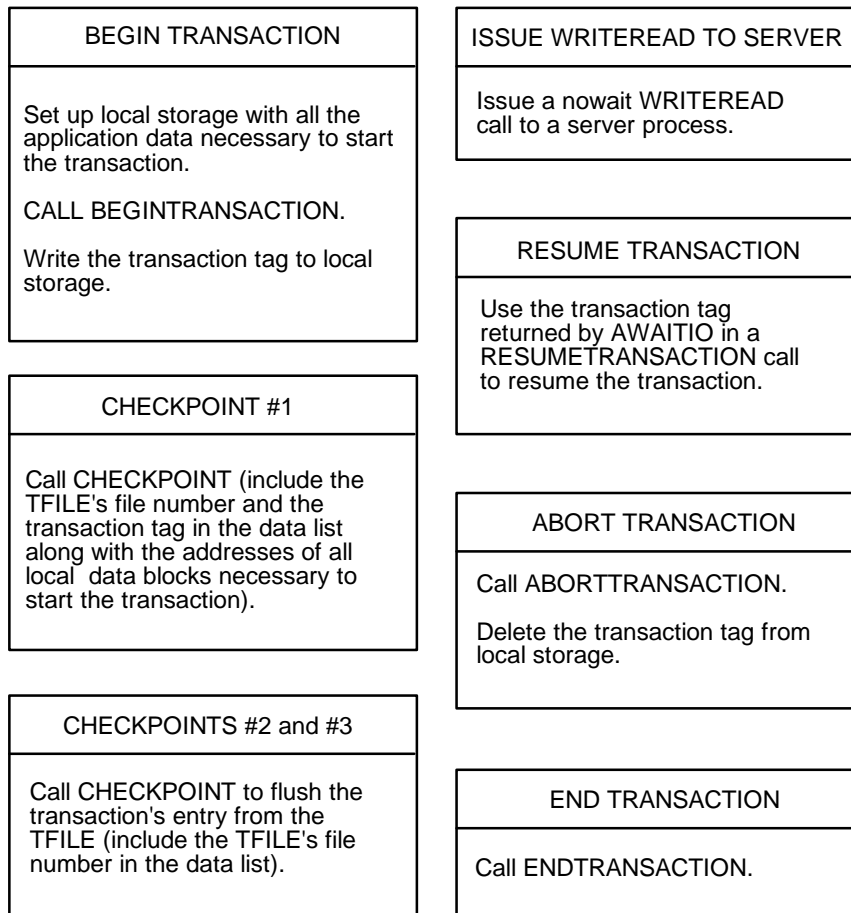 BEGIN TRANSACTION
Set up local storage with all the
application data necessary to start
the transaction.
CALL BEGINTRANSACTION.
Write the transaction tag to local
storage.
CHECKPOINT #1
Call CHECKPOINT (include the
TFILE's file number and the
transaction tag in the data list
along with the addresses of all
local data blocks necessary to
start the transaction).
CHECKPOINTS #2 and #3
Call CHECKPOINT to flush the
transaction's entry from the
TFILE (include the TFILE's file
number in the data list).
ISSUE WRITEREAD TO SERVER
Issue a nowait WRITEREAD
call to a server process.
RESUME TRANSACTION
Use the transaction tag
returned by AWAITIO in a
RESUMETRANSACTION call
to resume the transaction.
ABORT TRANSACTION
Call ABORTTRANSACTION.
Delete the transaction tag from
local storage.
END TRANSACTION
Call ENDTRANSACTION.